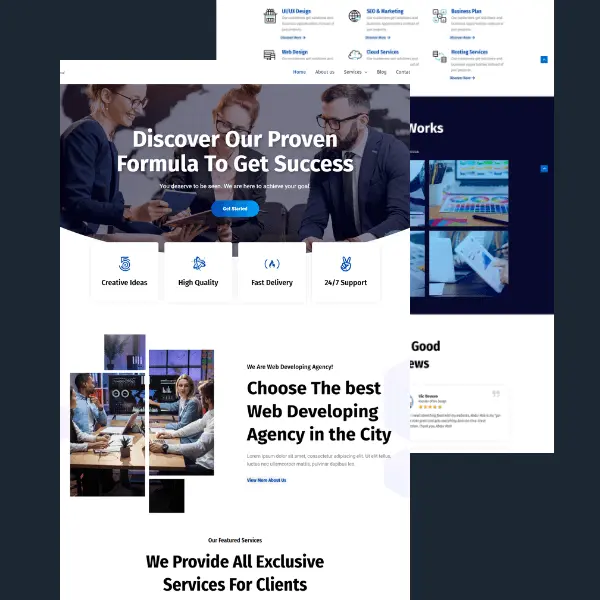 Home
About us
Services
Blog
Contac
Discover Our Proven
Formula To Get Success
You deserve to be seen. We are here to achieve your goal.
Get Started
Creative Ideas
High Quality
Fast Delivery
24/7 Support
We Are Web Developing Agency!
Choose The best
Web Developing
Agency in the City
Lorem ipsum dolor sit amet, consectetur adipiscing elit. Ut elit tellus,
luctus nec ullamcorper mattis, pulvinar dapibus leo.
View More About Us
Our Featured Services
We Provide All Exclusive
Services For Clients
UI/UX Design
Discover More
SEO & Marketing
Discover More
Business Plan
Discover More
Web Design
Cloud Services
Hosting Services
Discover More
Works
Good
ews